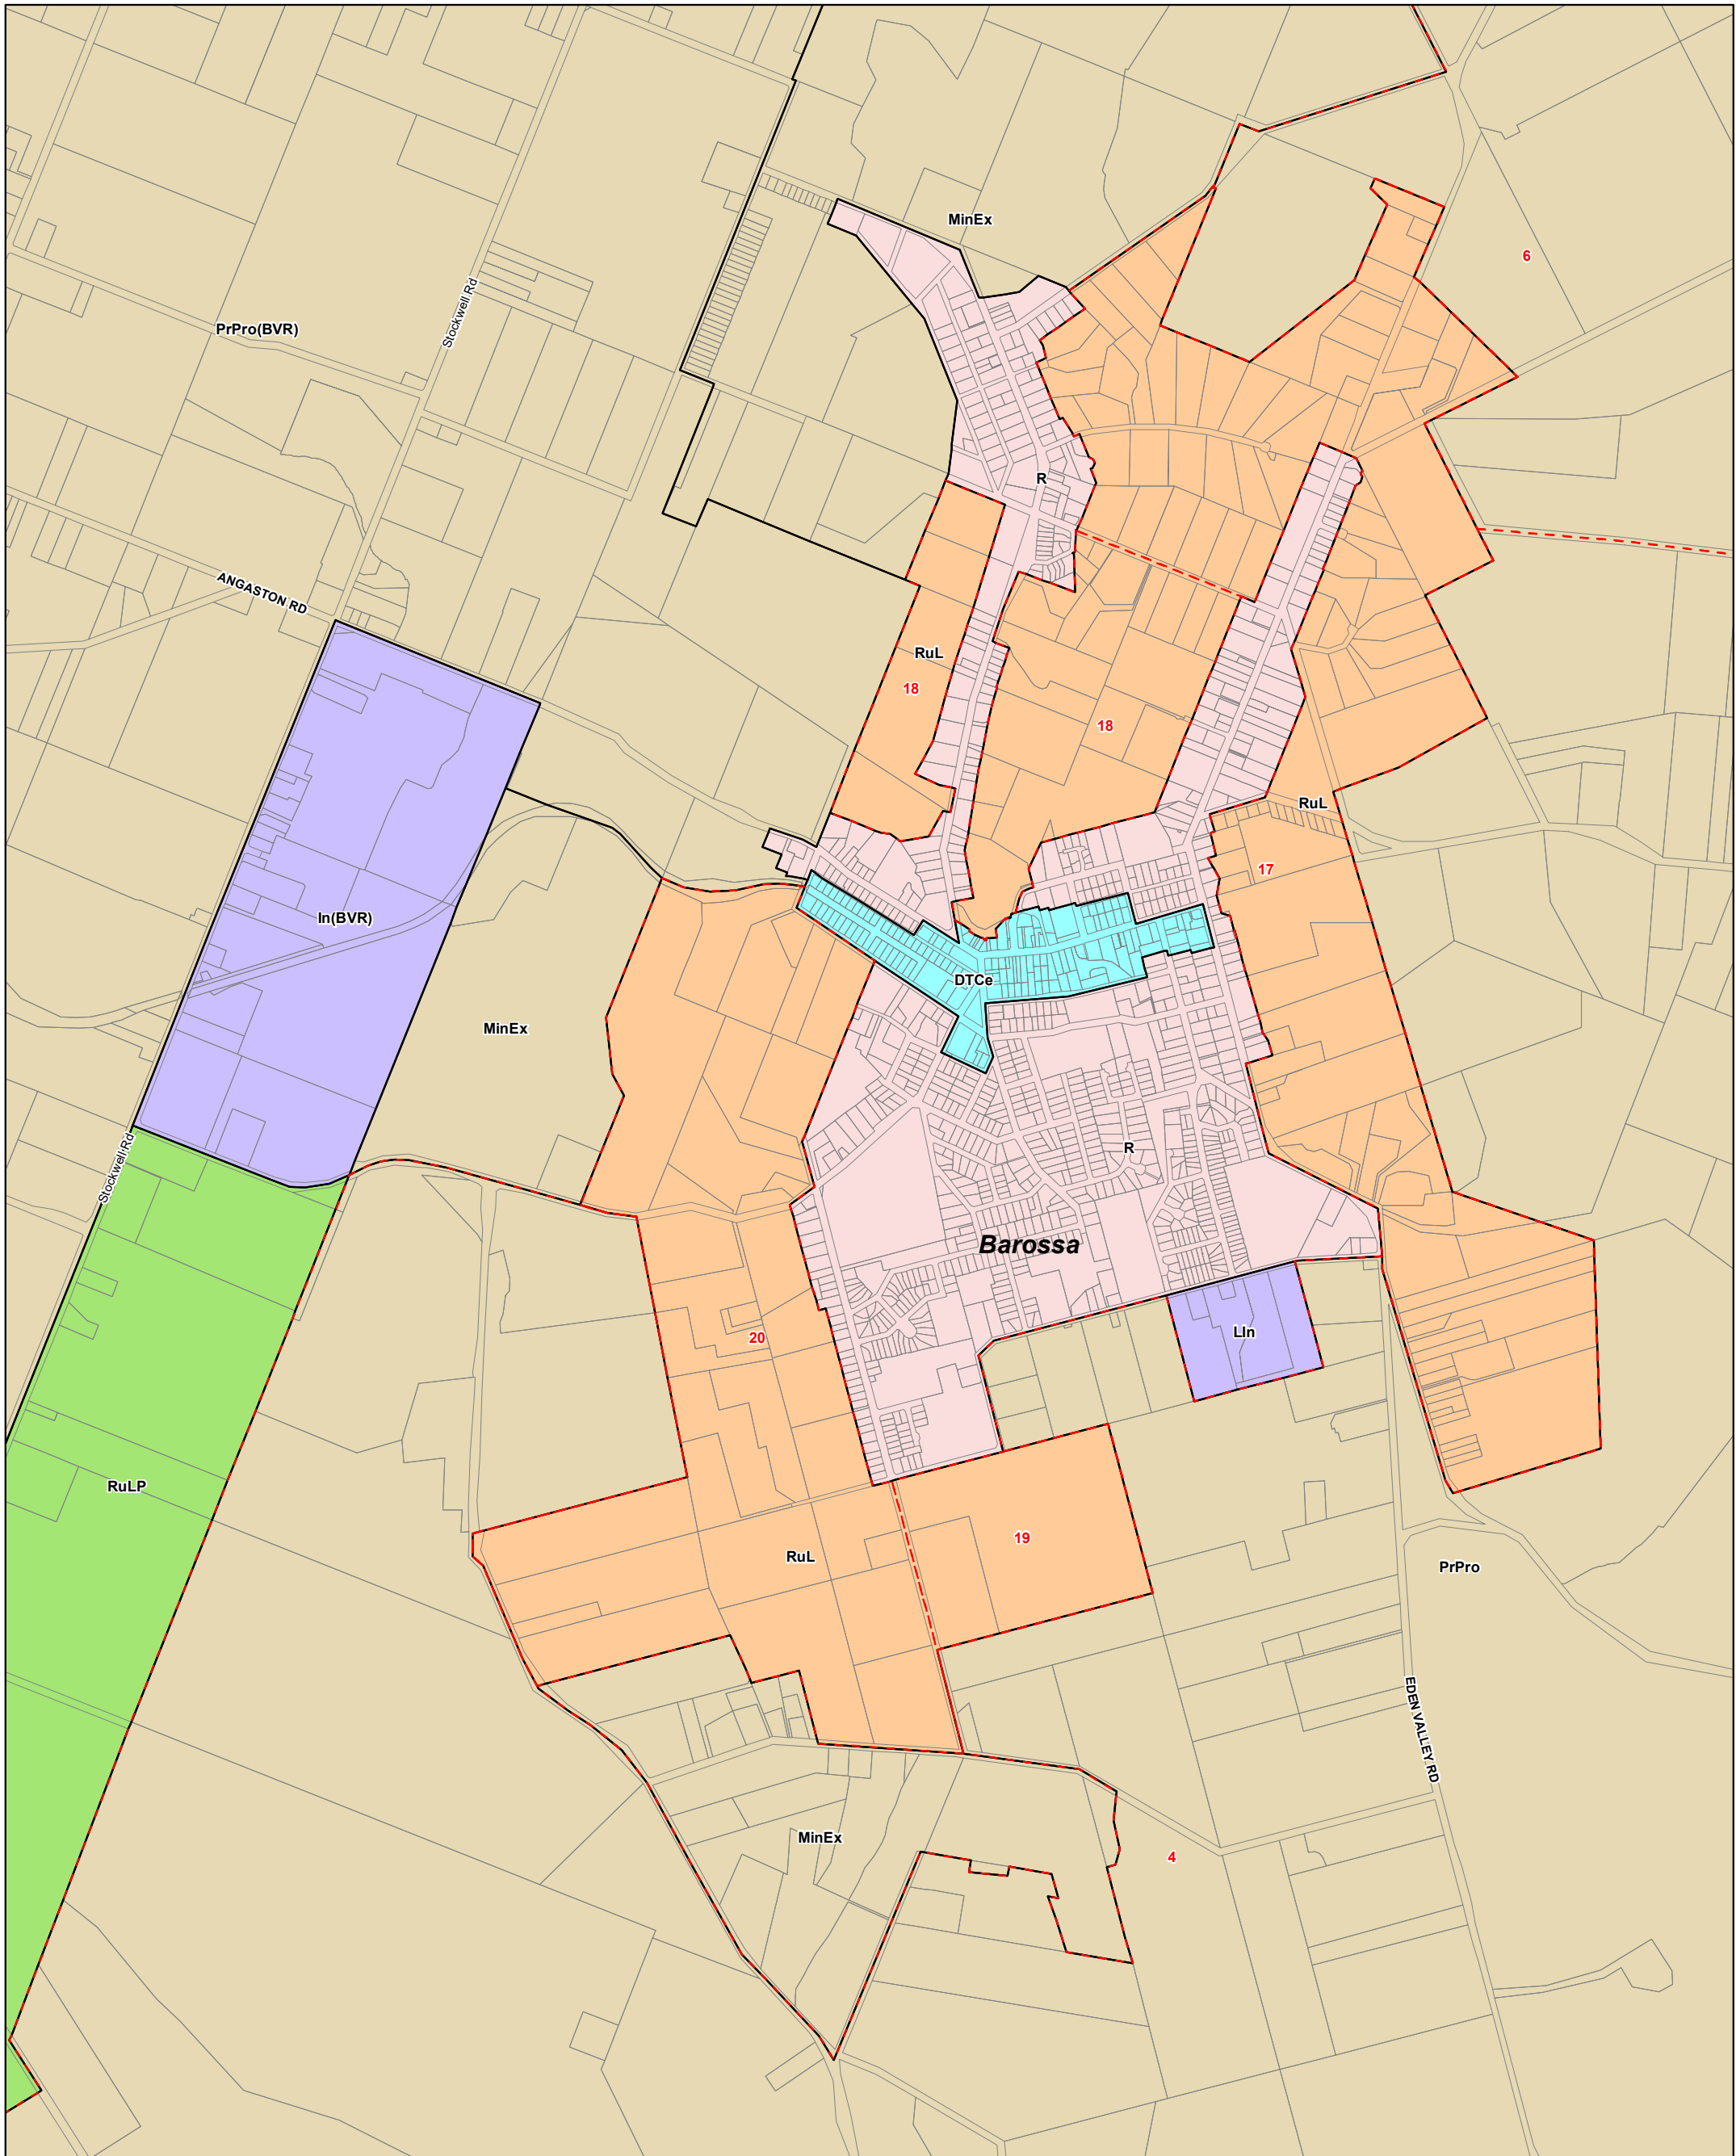 MinEx
6
Stockwell Rd
PrPro(BVR)
R
ANGASTON RD
RuL
18
18
RuL
17
In(BVR)
DTCe
MinEx
R
Stockwell Rd
Barossa
LIn
20
RuLP
19
RuL
PrPro
EDEN VALLEY RD
MinEx
4